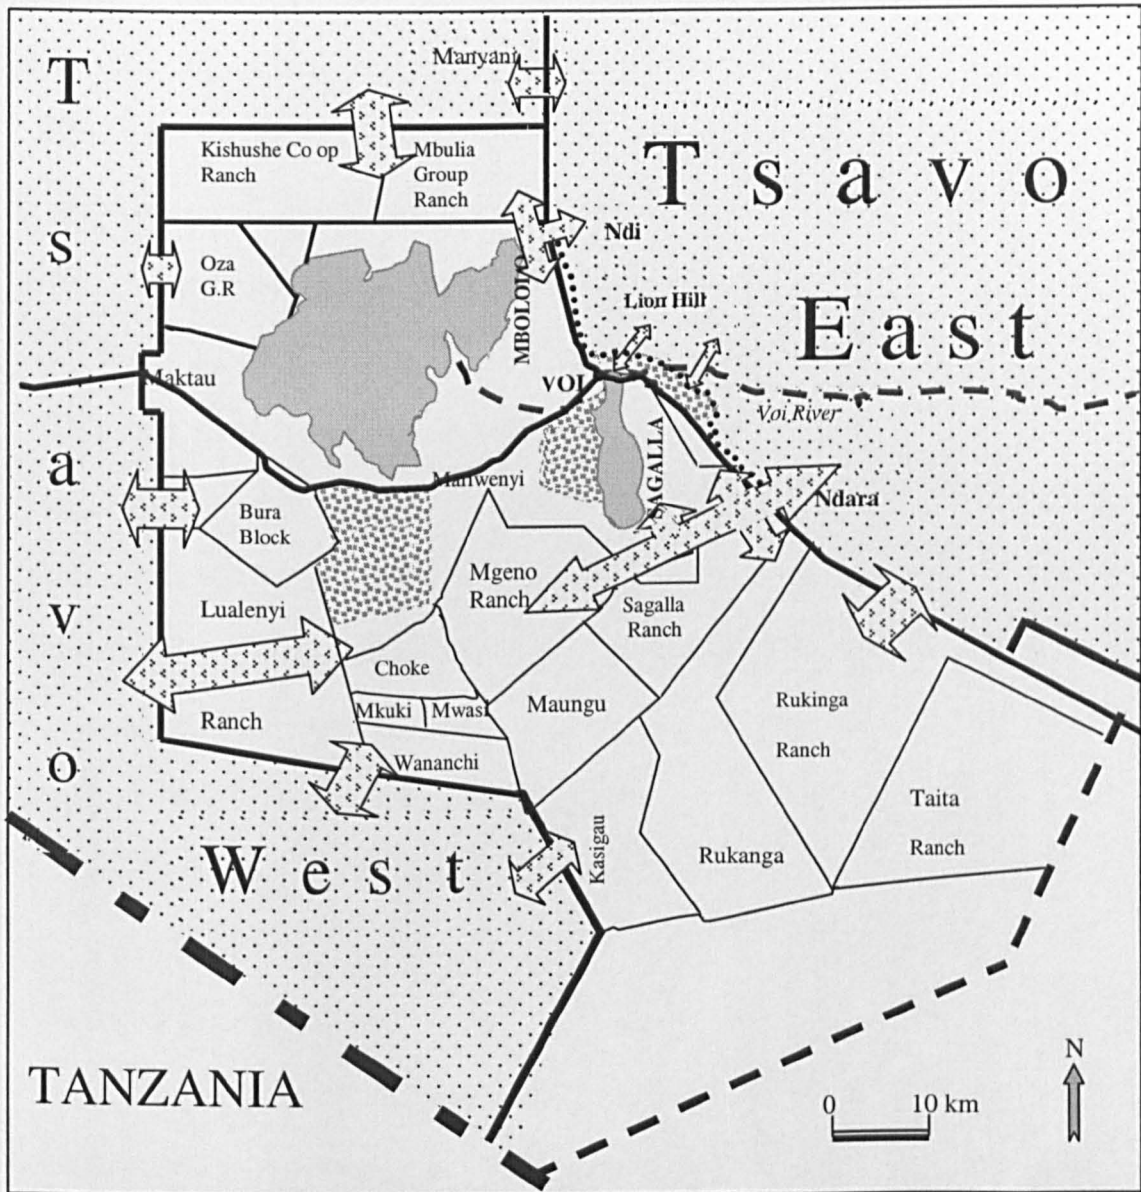 Manyani
T
s
a
v
o
Kishushe Co op
Ranch
Mbulia
Group
Ranch
Tsavo
East
Ndi
Oza
G.R
MBOLOLO
Lion Hill
Maktau
VOI
Voi River
SAGALLA
Mariwenyi
Ndara
Bura
Block
Mgeno
Ranch
Lualenyi
Ranch
Sagalla
Ranch
Choke
Mkuki
Mwasi
Maungu
Rukinga
Ranch
Wananchi
Taita
Ranch
Kasigau
Rukanga
West
TANZANIA
N
0 10 km